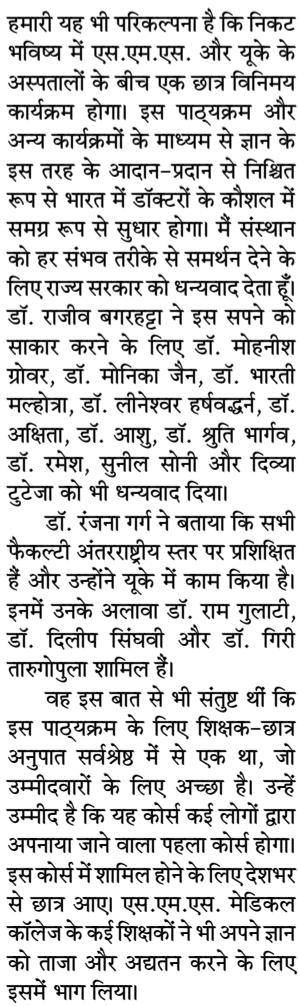 हमारी यह भी परिकल्पना है कि निकट
भविष्य में एस.एम.एस. और यूके के
अस्पतालों के बीच एक छात्र विनिमय
कार्यक्रम होगा। इस पाठ्यक्रम और
अन्य कार्यक्रमों के माध्यम से ज्ञान के
इस तरह के आदान-प्रदान से निश्चित
रूप से भारत में डॉक्टरों के कौशल में
समग्र रूप से सुधार होगा। मैं संस्थान
को हर संभव तरीके से समर्थन देने के
लिए राज्य सरकार को धन्यवाद देता हूँ।
डॉ. राजीव बगरहट्टा ने इस सपने को
साकार करने के लिए डॉ. मोहनीश
ग्रोवर, डॉ. मोनिका जैन, डॉ. भारती
मल्होत्रा, डॉ. लीनेश्वर हर्षवर्द्धन, डॉ.
अक्षिता, डॉ. आशु, डॉ. श्रुति भार्गव,
डॉ. रमेश, सुनील सोनी और दिव्या
टुटेजा को भी धन्यवाद दिया।
डॉ. रंजना गर्ग ने बताया कि सभी
फैकल्टी अंतरराष्ट्रीय स्तर पर प्रशिक्षित
हैं और उन्होंने यूके में काम किया है।
इनमें उनके अलावा डॉ. राम गुलाटी,
डॉ. दिलीप सिंघवी और डॉ. गिरी
तारुगोपुला शामिल हैं।
वह इस बात से भी संतुष्ट थीं कि
इस पाठ्यक्रम के लिए शिक्षक-छात्र
अनुपात सर्वश्रेष्ठ में से एक था, जो
उम्मीदवारों के लिए अच्छा है। उन्हें
उम्मीद है कि यह कोर्स कई लोगों द्वारा
अपनाया जाने वाला पहला कोर्स होगा।
इस कोर्स में शामिल होने के लिए देशभर
से छात्र आए। एस.एम.एस. मेडिकल
कॉलेज के कई शिक्षकों ने भी अपने ज्ञान
को ताजा और अद्यतन करने के लिए
इसमें भाग लिया।